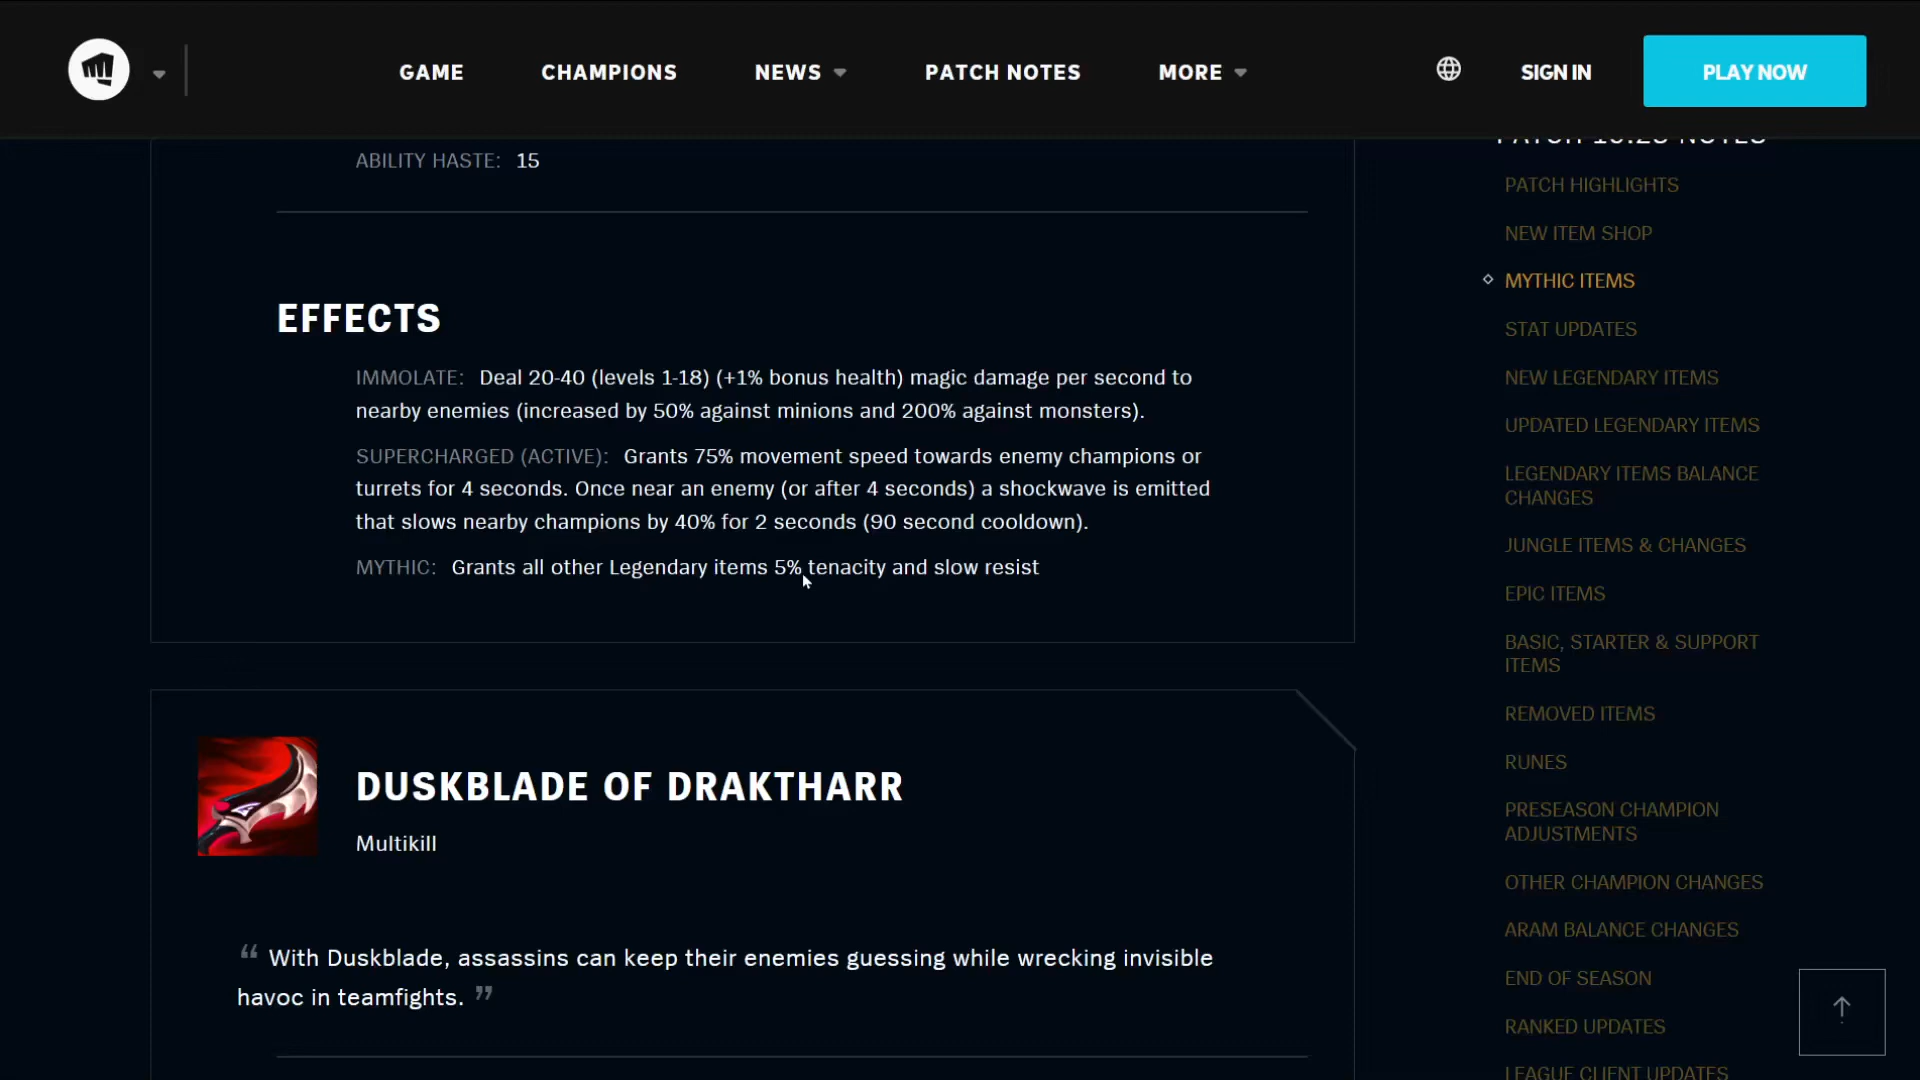 GAME
CHAMPIONS
NEWS
PATCH NOTES
MORE
SIGN IN
PLAY NOW
ABILITY HASTE: 15
EFFECTS
IMMOLATE: Deal 20-40 (levels 1-18) (+1% bonus health) magic damage per second to
nearby enemies (increased by 50% against minions and 200% against monsters).
SUPERCHARGED (ACTIVE): Grants 75% movement speed towards enemy champions or
turrets for 4 seconds. Once near an enemy (or after 4 seconds) a shockwave is emitted
that slows nearby champions by 40% for 2 seconds (90 second cooldown).
MYTHIC: Grants all other Legendary items 5% tenacity and slow resist
DUSKBLADE OF DRAKTHARR
Multikill
“ With Duskblade, assassins can keep their enemies guessing while wrecking invisible
havoc in teamfights. ”
PATCH 10.23 NOTES
PATCH HIGHLIGHTS
NEW ITEM SHOP
MYTHIC ITEMS
STAT UPDATES
NEW LEGENDARY ITEMS
UPDATED LEGENDARY ITEMS
LEGENDARY ITEMS BALANCE
CHANGES
JUNGLE ITEMS & CHANGES
EPIC ITEMS
BASIC, STARTER & SUPPORT
ITEMS
REMOVED ITEMS
RUNES
PRESEASON CHAMPION
ADJUSTMENTS
OTHER CHAMPION CHANGES
ARAM BALANCE CHANGES
END OF SEASON
RANKED UPDATES
LEAGUE CLIENT UPDATES